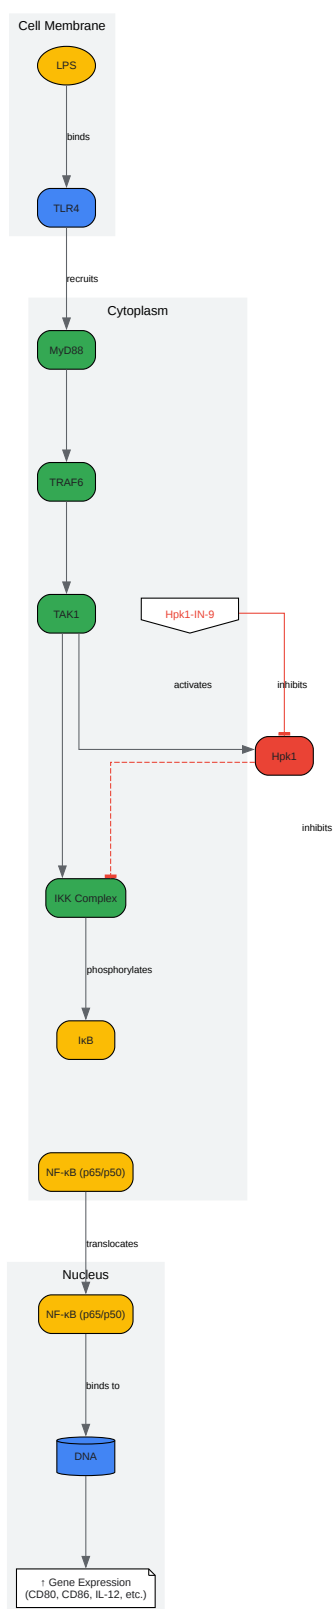 Cell Membrane
LPS
binds
TLR4
recruits
Cytoplasm
MyD88
TRAF6
TAK1
Hpk1-IN-9
activates
inhibits
Hpk1
inhibits
IKK Complex
phosphorylates
IκB
NF-κB (p65/p50)
translocates
Nucleus
NF-κB (p65/p50)
binds to
DNA
↑ Gene Expression
(CD80, CD86, IL-12, etc.)